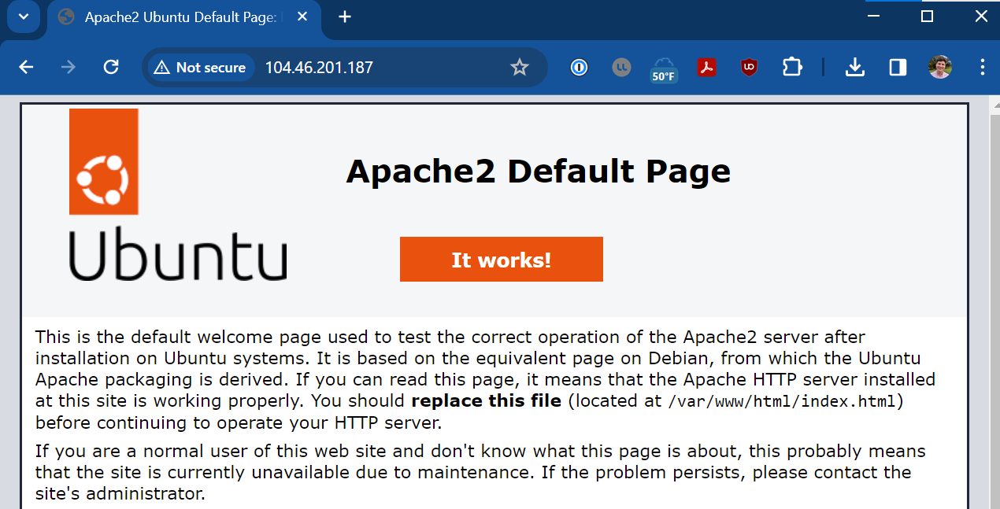 Apache2 Ubuntu Default Page:
Not secure
104.46.201.187
50°F
Ubuntu
Apache2 Default Page
It works!
This is the default welcome page used to test the correct operation of the Apache2 server after
installation on Ubuntu systems. It is based on the equivalent page on Debian, from which the Ubuntu
Apache packaging is derived. If you can read this page, it means that the Apache HTTP server installed
at this site is working properly. You should replace this file (located at /var/www/html/index.html)
before continuing to operate your HTTP server.
If you are a normal user of this web site and don't know what this page is about, this probably means
that the site is currently unavailable due to maintenance. If the problem persists, please contact the
site's administrator.